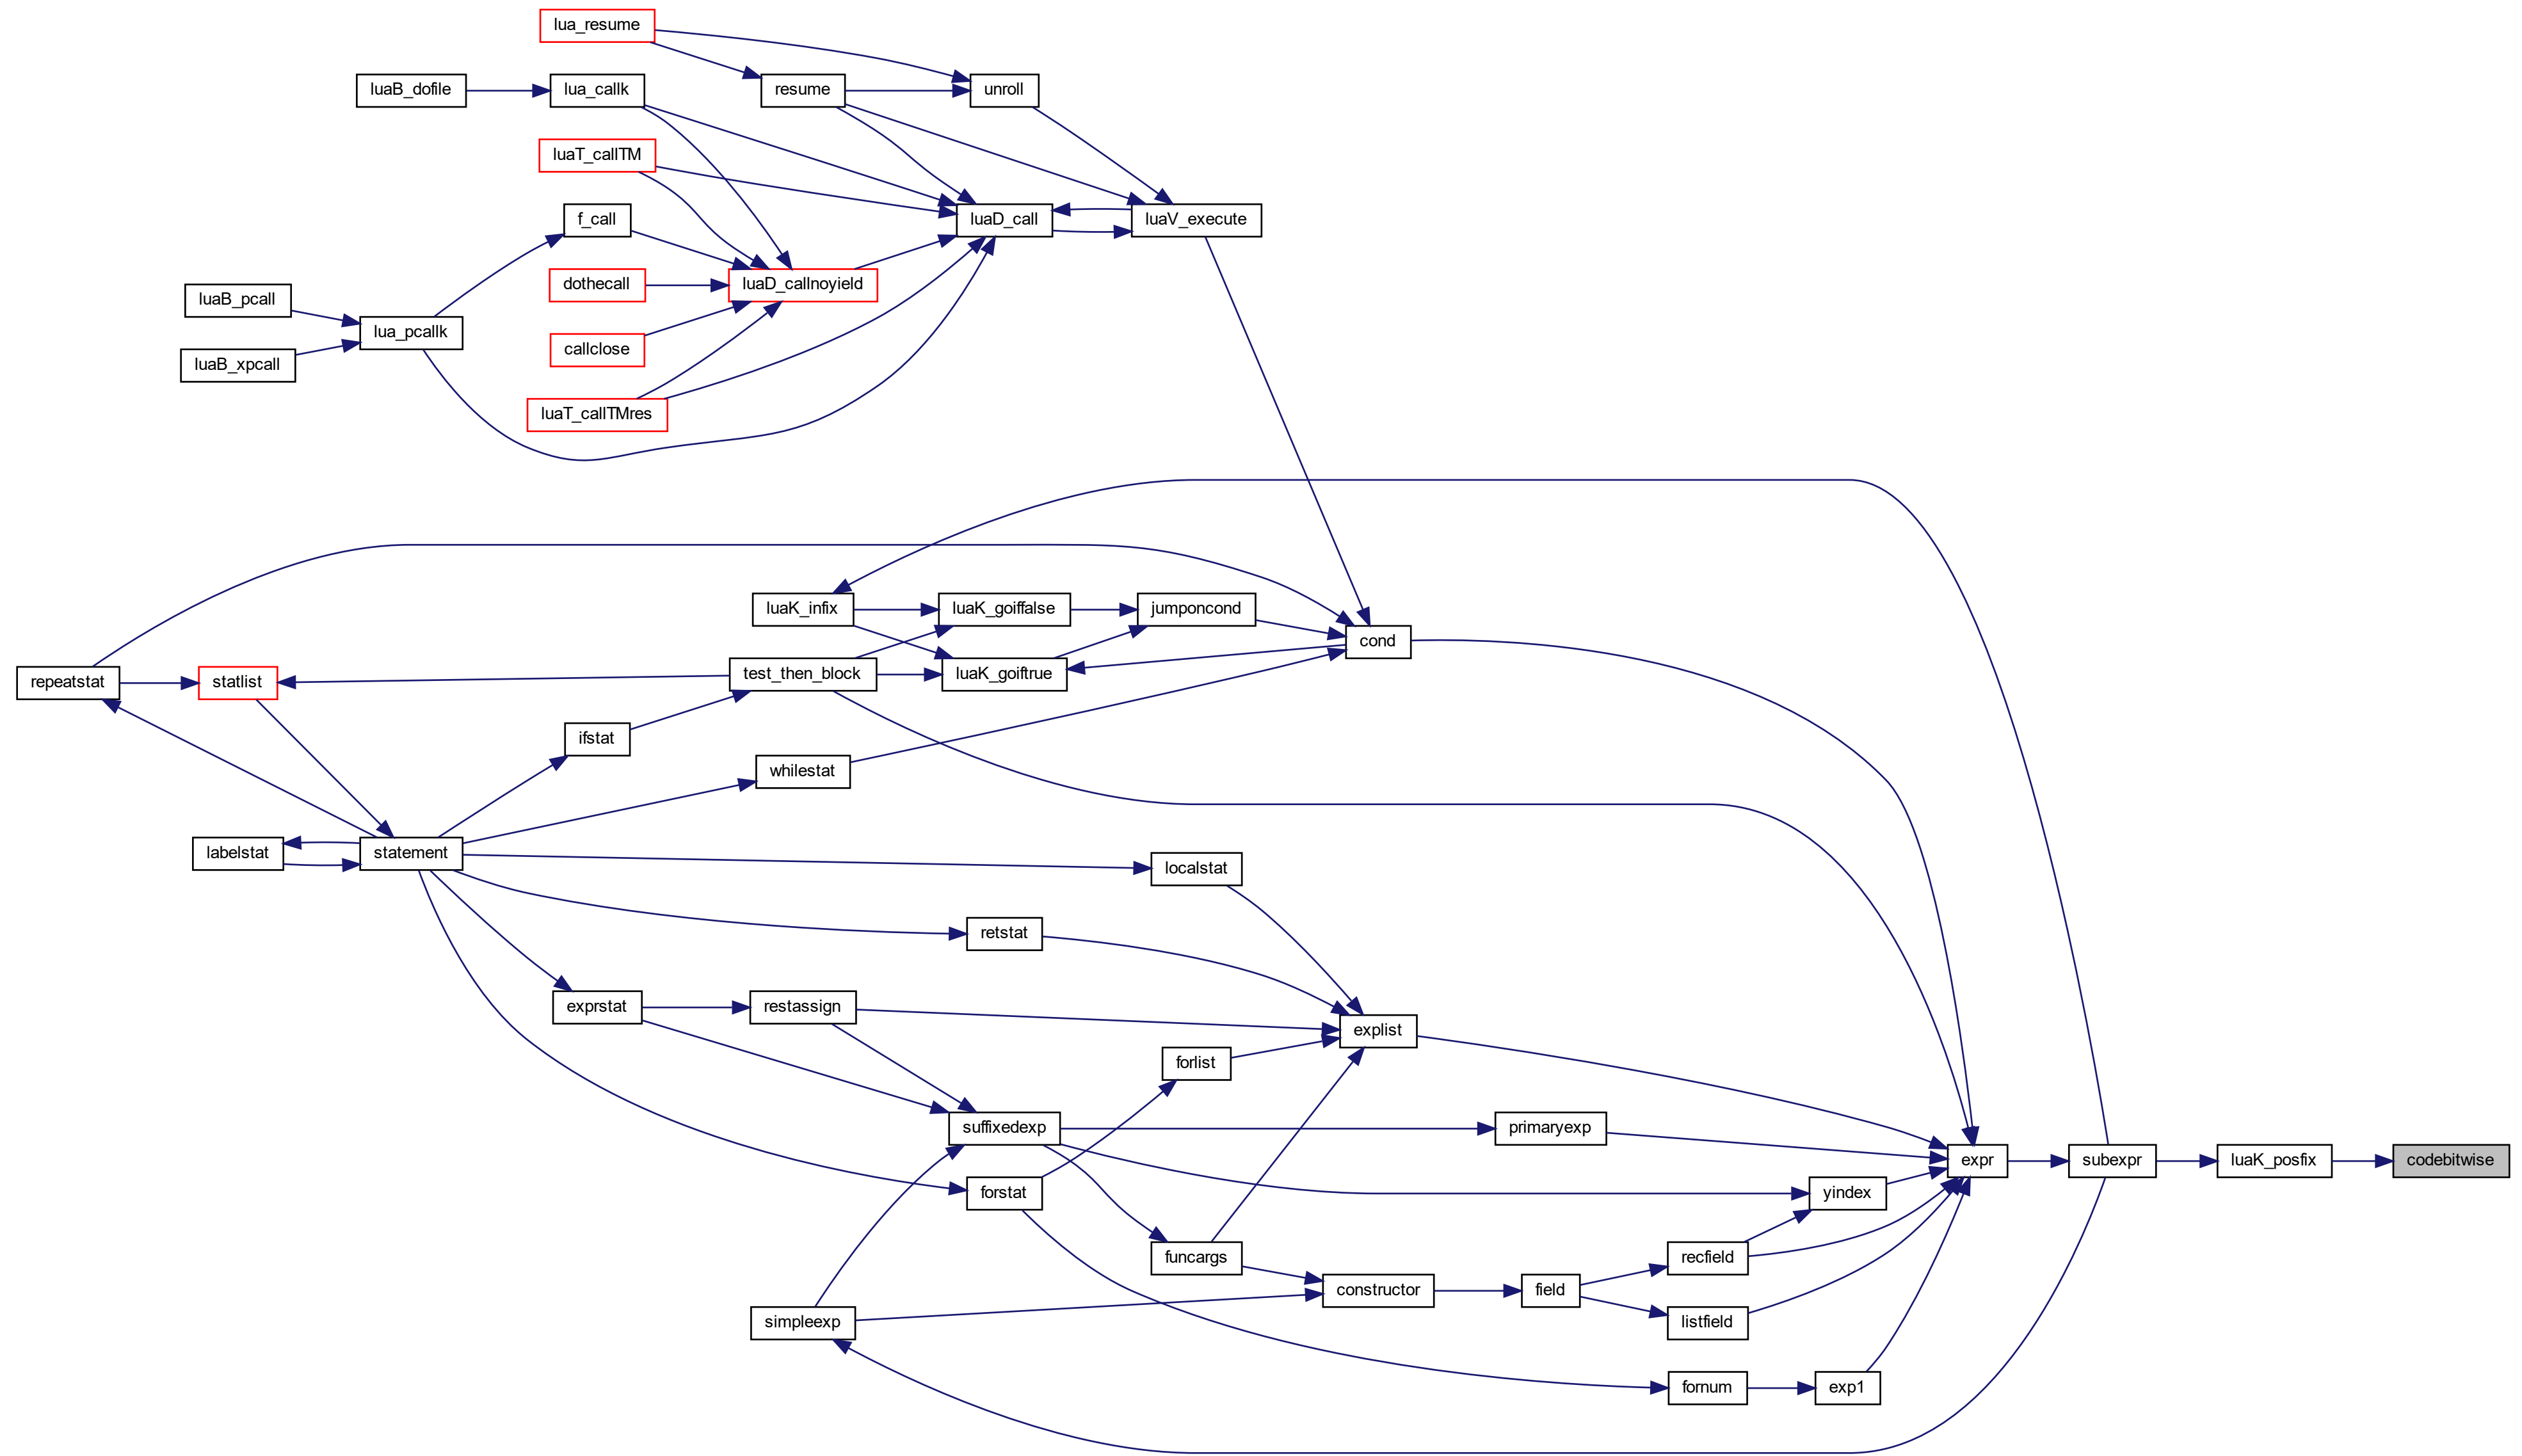 lua_resume
luaB_dofile
lua_callk
resume
unroll
luaT_callTM
f_call
luaD_call
luaV_execute
luaB_pcall
dothecall
luaD_callnoyield
lua_pcallk
callclose
luaB_xpcall
luaT_callTMres
luaK_infix
luaK_goiffalse
jumponcond
cond
repeatstat
statlist
test_then_block
luaK_goiftrue
ifstat
whilestat
labelstat
statement
localstat
retstat
exprstat
restassign
explist
forlist
suffixedexp
primaryexp
expr
subexpr
luaK_posfix
codebitwise
forstat
yindex
funcargs
recfield
constructor
field
simpleexp
listfield
fornum
exp1